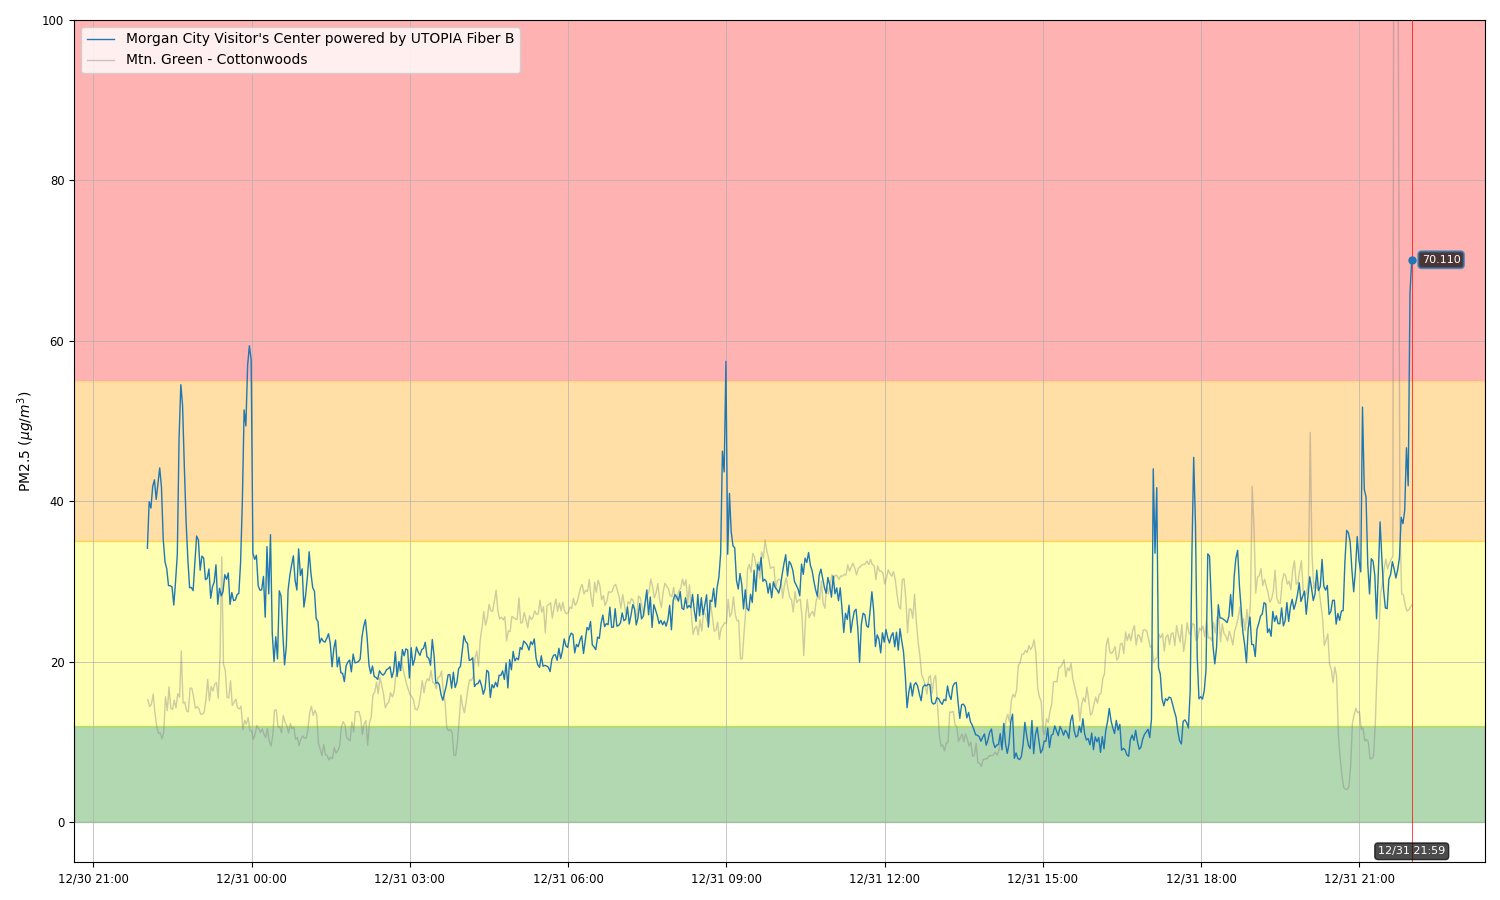 100
Morgan City Visitor's Center powered by UTOPIA Fiber B
Mtn. Green - Cottonwoods
80
70.110
60
PM2.5 (μg/m³)
40
20
0
12/31 21:59
12/30 21:00 12/31 00:00 12/31 03:00 12/31 06:00 12/31 09:00 12/31 12:00 12/31 15:00 12/31 18:00 12/31 21:00